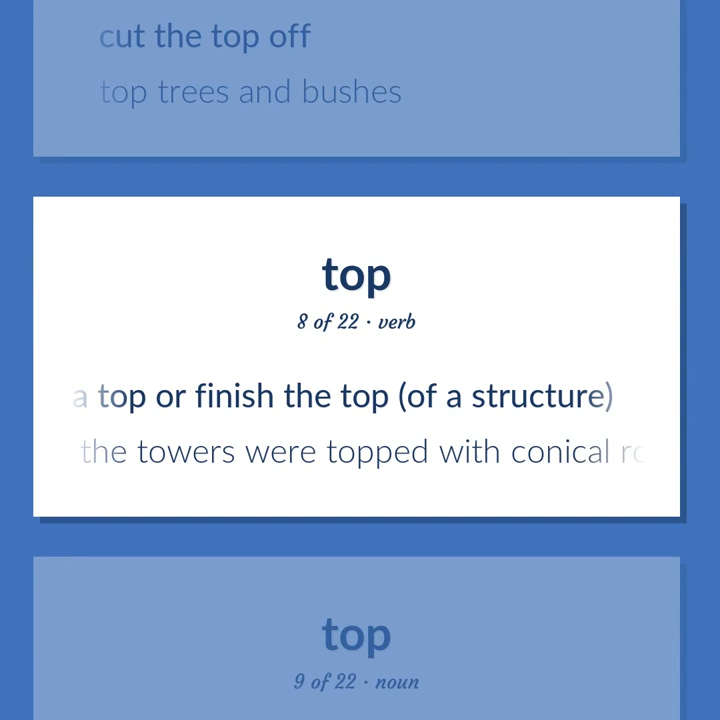 cut the top off
top trees and bushes
top
8 of 22 · verb
a top or finish the top (of a structure)
the towers were topped with conical
top
9 of 22 · noun